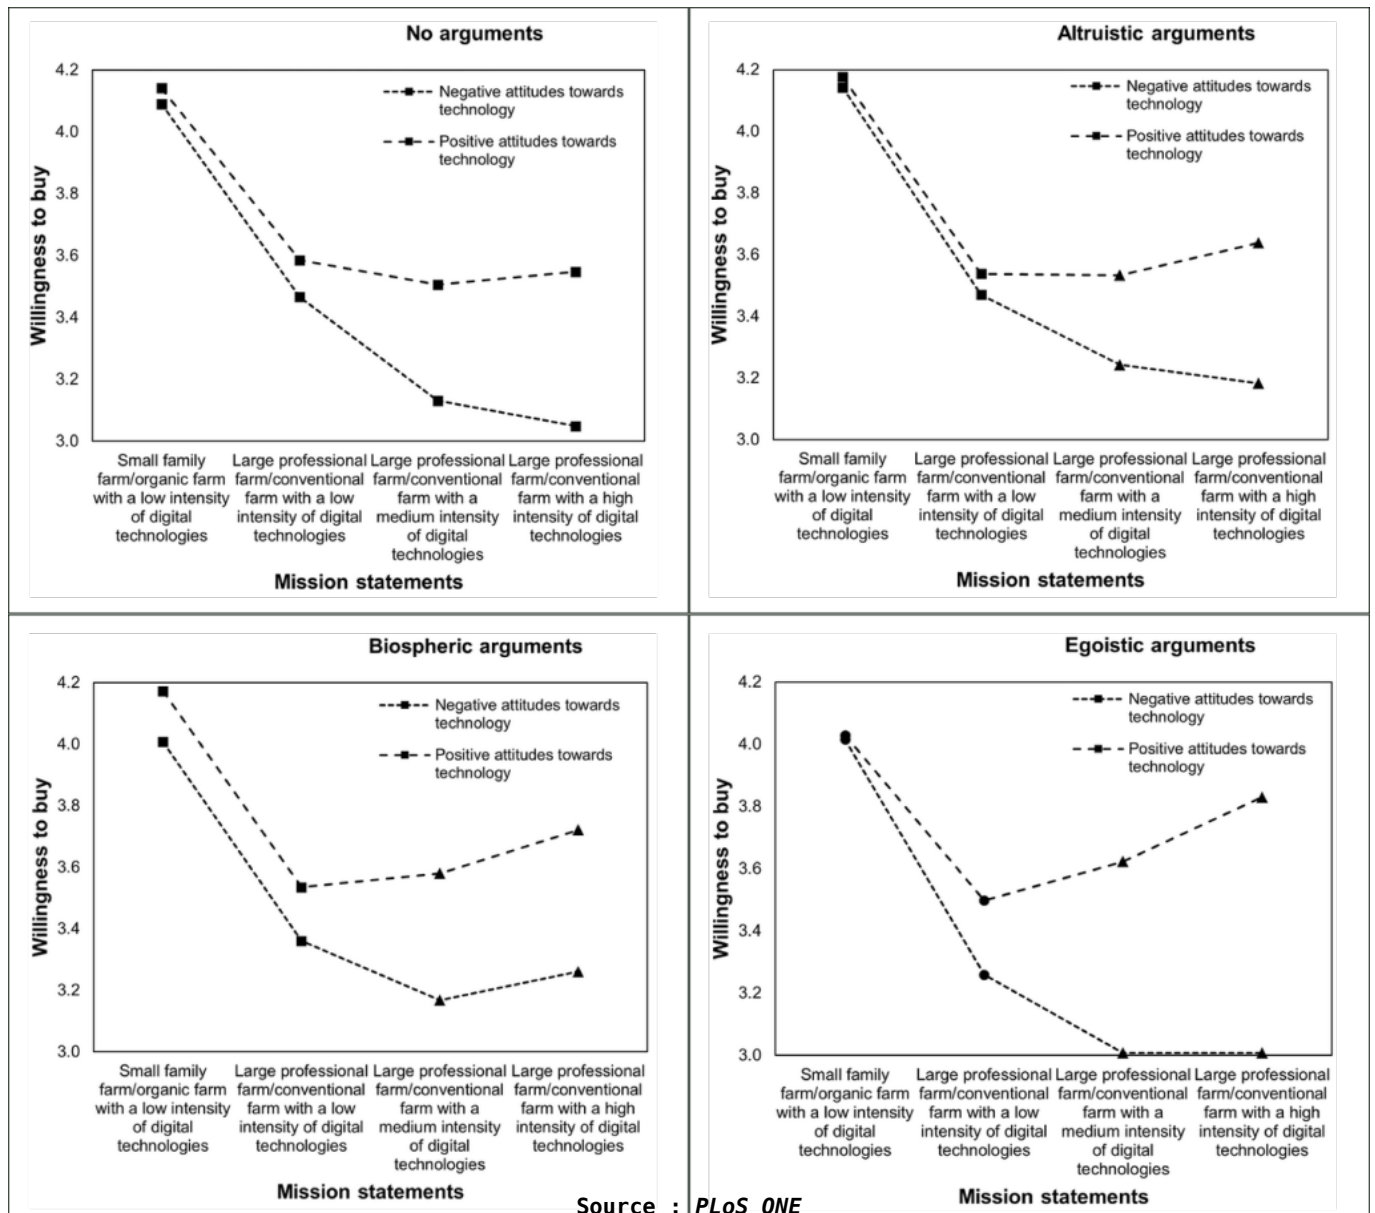 No arguments
4.2
4.0
3.8
3.6
3.4
3.2
3.0
Willingness to buy
Negative attitudes towards
technology
Positive attitudes towards
technology
Small family
farm/organic farm
with a low intensity
of digital
technologies
Large professional
farm/conventional
farm with a low
intensity of digital
technologies
Large professional
farm/conventional
farm with a
medium intensity
of digital
technologies
Large professional
farm/conventional
farm with a high
intensity of digital
technologies
Mission statements
Altruistic arguments
4.2
4.0
3.8
3.6
3.4
3.2
3.0
Willingness to buy
Negative attitudes towards
technology
Positive attitudes towards
technology
Small family
farm/organic farm
with a low intensity
of digital
technologies
Large professional
farm/conventional
farm with a low
intensity of digital
technologies
Large professional
farm/conventional
farm with a
medium intensity
of digital
technologies
Large professional
farm/conventional
farm with a high
intensity of digital
technologies
Mission statements
Biospheric arguments
4.2
4.0
3.8
3.6
3.4
3.2
3.0
Willingness to buy
Negative attitudes towards
technology
Positive attitudes towards
technology
Small family
farm/organic farm
with a low intensity
of digital
technologies
Large professional
farm/conventional
farm with a low
intensity of digital
technologies
Large professional
farm/conventional
farm with a
medium intensity
of digital
technologies
Large professional
farm/conventional
farm with a high
intensity of digital
technologies
Mission statements
Egoistic arguments
4.2
4.0
3.8
3.6
3.4
3.2
3.0
Willingness to buy
Negative attitudes towards
technology
Positive attitudes towards
technology
Small family
farm/organic farm
with a low intensity
of digital
technologies
Large professional
farm/conventional
farm with a low
intensity of digital
technologies
Large professional
farm/conventional
farm with a
medium intensity
of digital
technologies
Large professional
farm/conventional
farm with a high
intensity of digital
technologies
Mission statements
Source : PLoS ONE